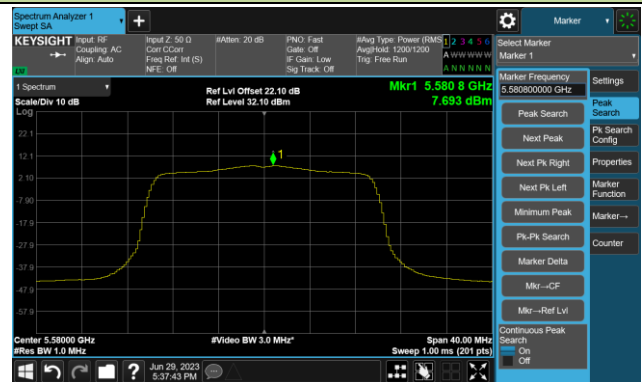 Spectrum Analyzer 1
Swept SA
Marker
KEYSIGHT
Input: RF
Coupling: AC
Align: Auto
Input Z: 50 Ω
Corr CCorr
Freq Ref: Int (S)
NFE: Off
#Atten: 20 dB
PNO: Fast
Gate: Off
IF Gain: Low
Sig Track: Off
#Avg Type: Power (RMS
Avg|Hold: 1200/1200
Trig: Free Run
1 2 3 4 5 6
A W W W W W
A N N N N N
LXI
Select Marker
Marker 1
1 Spectrum
Scale/Div 10 dB
Log
Ref Lvl Offset 22.10 dB
Ref Level 32.10 dBm
Mkr1 5.580 8 GHz
7.693 dBm
22.1
12.1
2.10
-7.90
-17.9
-27.9
-37.9
-47.9
-57.9
1
Center 5.58000 GHz
#Res BW 1.0 MHz
#Video BW 3.0 MHz*
Span 40.00 MHz
Sweep 1.00 ms (201 pts)
Marker Frequency
5.580800000 GHz
Peak Search
Next Peak
Next Pk Right
Next Pk Left
Minimum Peak
Pk-Pk Search
Marker Delta
Mkr→CF
Mkr→Ref Lvl
Continuous Peak
Search
On
Off
Settings
Peak
Search
Pk Search
Config
Properties
Marker
Function
Marker→
Counter
?
Jun 29, 2023
5:37:43 PM